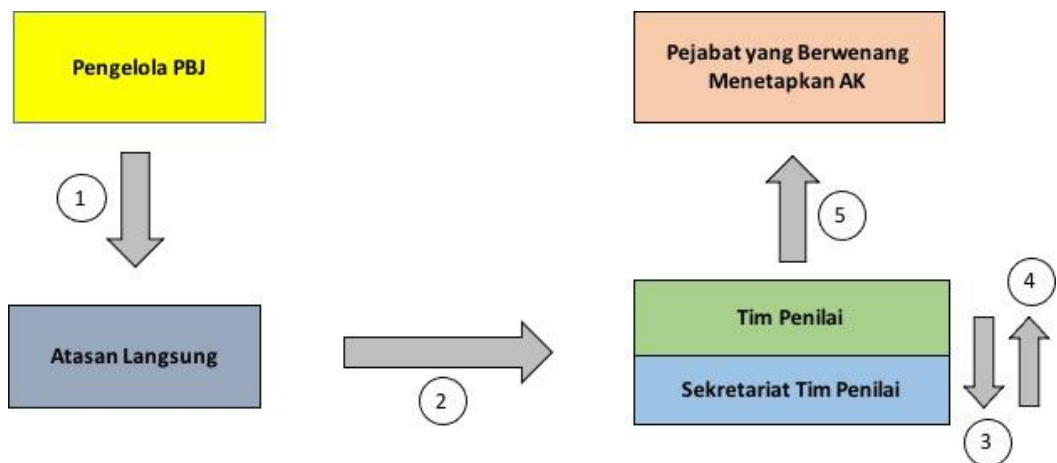 Pengelola PBJ
Pejabat yang Berwenang
Menetapkan AK
1
5
4
Atasan Langsung
Tim Penilai
Sekretariat Tim Penilai
2
3